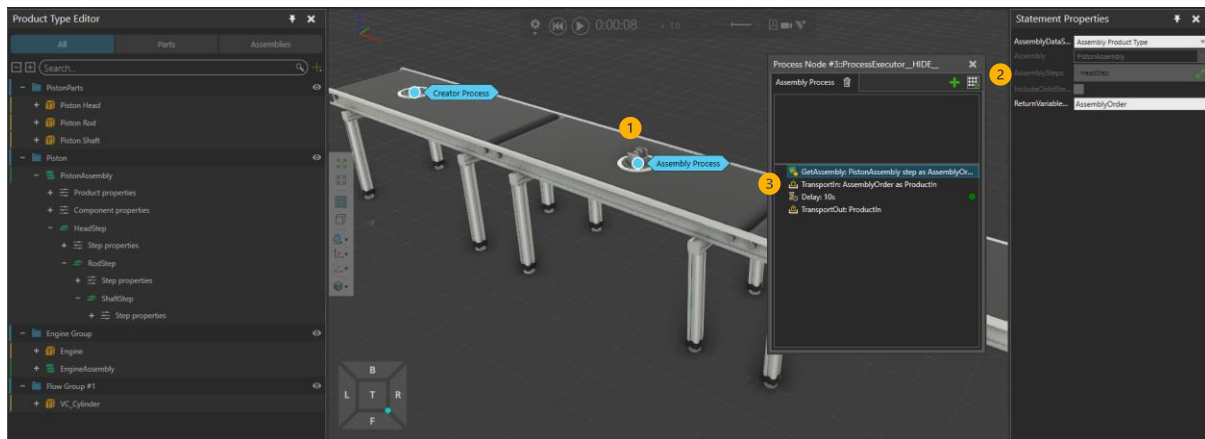 Product Type Editor
All
Parts
Assemblies
Search...
PistonParts
Piston Head
Piston Rod
Piston Shaft
Piston
PistonAssembly
Product properties
Component properties
HeadStep
Step properties
RodStep
Step properties
ShaftStep
Step properties
Engine Group
Engine
EngineAssembly
Flow Group #1
VC_Cylinder
0:00:08
1.0
Creator Process
1
Assembly Process
B
L T R
F
Process Node #3::ProcessExecutor__HIDE__
Assembly Process
3
GetAssembly: PistonAssembly step as AssemblyOr...
TransportIn: AssemblyOrder as ProductIn
Delay: 10s
TransportOut: ProductIn
Statement Properties
AssemblyDataS... Assembly Product Type
Assembly PistonAssembly
2
AssemblySteps HeadStep
IncludeChildSte...
ReturnVariable... AssemblyOrder